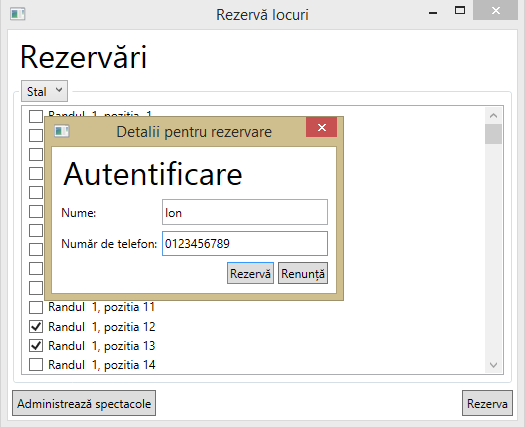 Rezervă locuri
Rezervări
Stal
Randul 1, pozitia 1
Detalii pentru rezervare
Autentificare
Nume:
Ion
Număr de telefon:
0123456789
Rezervă
Renunță
Randul 1, pozitia 11
Randul 1, pozitia 12
Randul 1, pozitia 13
Randul 1, pozitia 14
Administrează spectacole
Rezerva